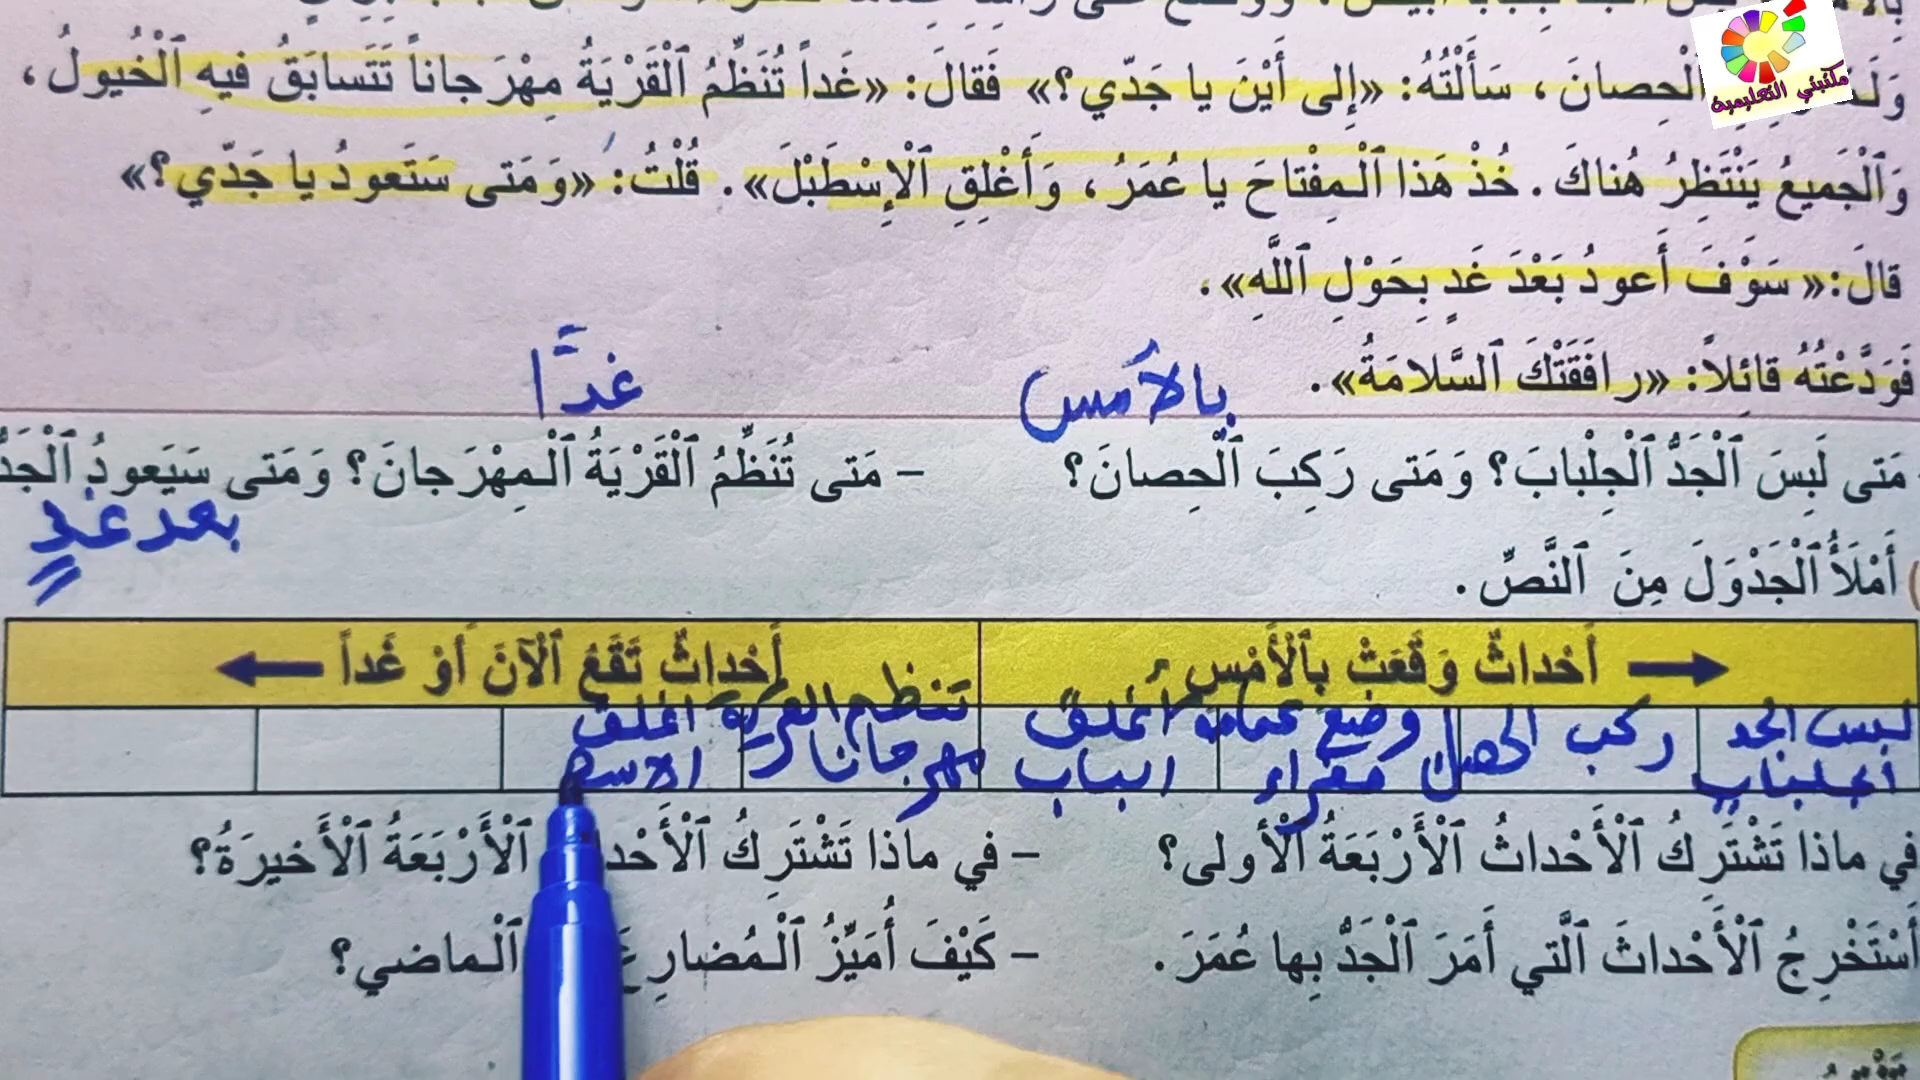 وَلَ الْحِصانَ، سَأَلْتُهُ: «إِلى أَيْنَ يا جَدّي؟» فَقالَ: «غَداً تُنَظِّمُ ٱلْقَرْيَةُ مِهْرَجاناً تَتَسابَقُ فيهِ ٱلْخُيولُ،
مكتبتي التعليمية
وَٱلْجَميعُ يَنْتَظِرُ هُناكَ. خُذْ هَذا ٱلْمِفْتاحَ يا عُمَرُ، وَأَغْلِقِ ٱلْإِسْطَبْلَ». قُلْتُ: «وَمَتى سَتَعودُ يا جَدّي؟»
قالَ: «سَوْفَ أَعودُ بَعْدَ غَدٍ بِحَوْلِ ٱللَّهِ».
فَوَدَّعْتُهُ قائِلاً: «رافَقَتْكَ ٱلسَّلامَةُ».
بالأمس غدًّا
- مَتى لَبِسَ ٱلْجَدُّ ٱلْجِلْبابَ؟ وَمَتى رَكِبَ ٱلْحِصانَ؟ - مَتى تُنَظِّمُ ٱلْقَرْيَةُ ٱلْمِهْرَجانَ؟ وَمَتى سَيَعودُ ٱلْجَدُّ
بعد غدٍ
أَمْلَأُ ٱلْجَدْوَلَ مِنَ ٱلنَّصِّ.
أَحْداثٌ وَقَعَتْ بِٱلْأَمْسِ أَحْداثٌ تَقَعُ ٱلْآنَ أَوْ غَداً
لبس الجد ركب الحصان وضع عمامة أغلق تنظم القرية اغلق
الجلباب صفراء الباب مهرجانا الاسط
في ماذا تَشْتَرِكُ ٱلْأَحْداثُ ٱلْأَرْبَعَةُ ٱلْأولى؟ - في ماذا تَشْتَرِكُ ٱلْأَحْدا ٱلْأَرْبَعَةُ ٱلْأَخيرَةُ؟
أَسْتَخْرِجُ ٱلْأَحْداثَ ٱلَّتي أَمَرَ ٱلْجَدُّ بِها عُمَرَ. - كَيْفَ أُمَيِّزُ ٱلْمُضارِعَ ٱلْماضي؟